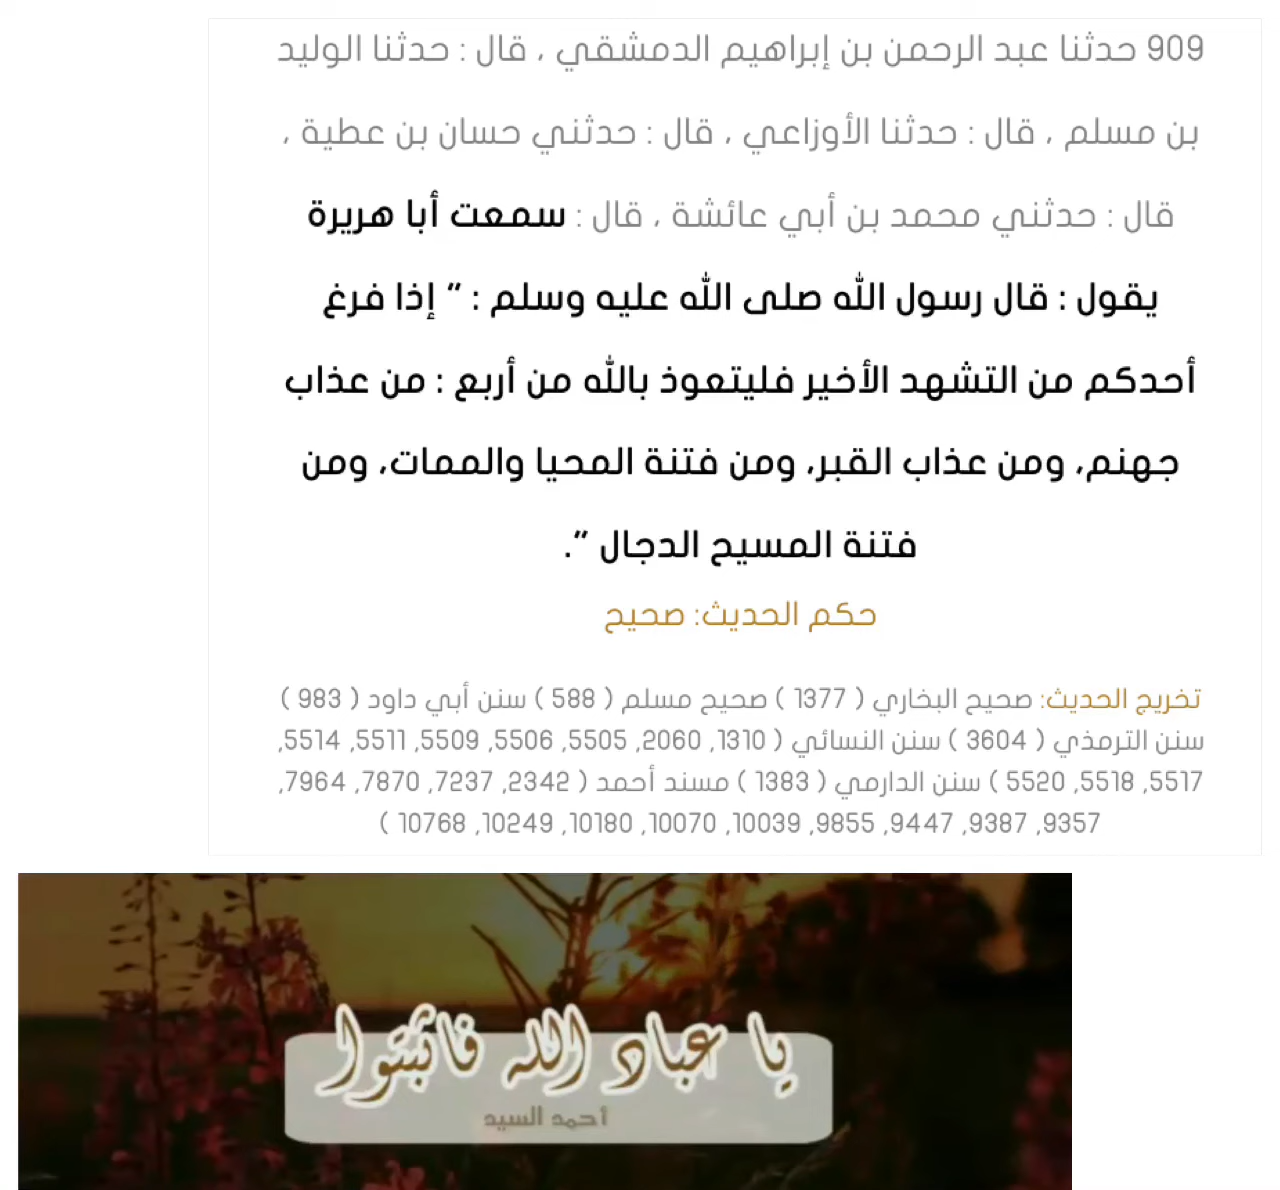 909 حدثنا عبد الرحمن بن إبراهيم الدمشقي ، قال : حدثنا الوليد
بن مسلم ، قال : حدثنا الأوزاعي ، قال : حدثني حسان بن عطية ،
قال : حدثني محمد بن أبي عائشة ، قال : سمعت أبا هريرة
يقول : قال رسول الله صلى الله عليه وسلم : " إذا فرغ
أحدكم من التشهد الأخير فليتعوذ بالله من أربع : من عذاب
جهنم، ومن عذاب القبر، ومن فتنة المحيا والممات، ومن
فتنة المسيح الدجال ".
حكم الحديث: صحيح
تخريج الحديث: صحيح البخاري ( 1377 ) صحيح مسلم ( 588 ) سنن أبي داود ( 983 )
سنن الترمذي ( 3604 ) سنن النسائي ( 1310, 2060, 5505, 5506, 5509, 5511, 5514,
5517, 5518, 5520 ) سنن الدارمي ( 1383 ) مسند أحمد ( 2342, 7237, 7870, 7964,
9357, 9387, 9447, 9855, 10039, 10070, 10180, 10249, 10768 )
يا عباد الله فاثبتوا
أحمد السيد